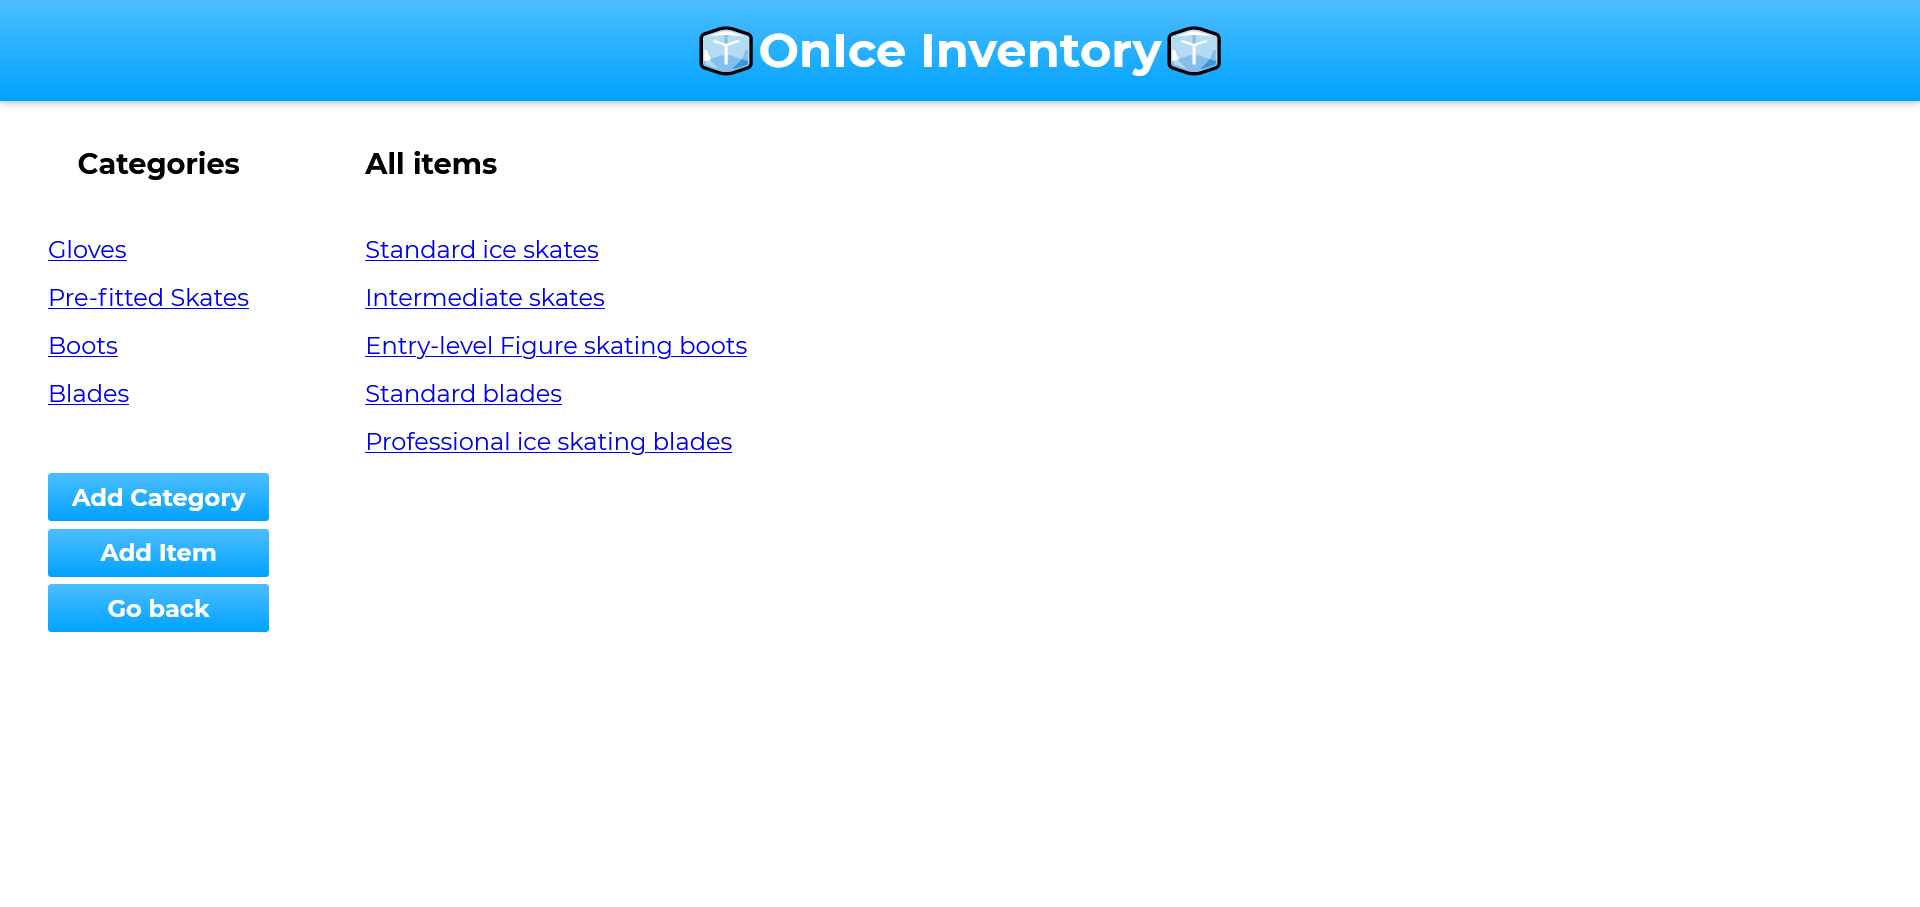 OnIce Inventory
Categories
Gloves
Pre-fitted Skates
Boots
Blades
Add Category
Add Item
Go back
All items
Standard ice skates
Intermediate skates
Entry-level Figure skating boots
Standard blades
Professional ice skating blades